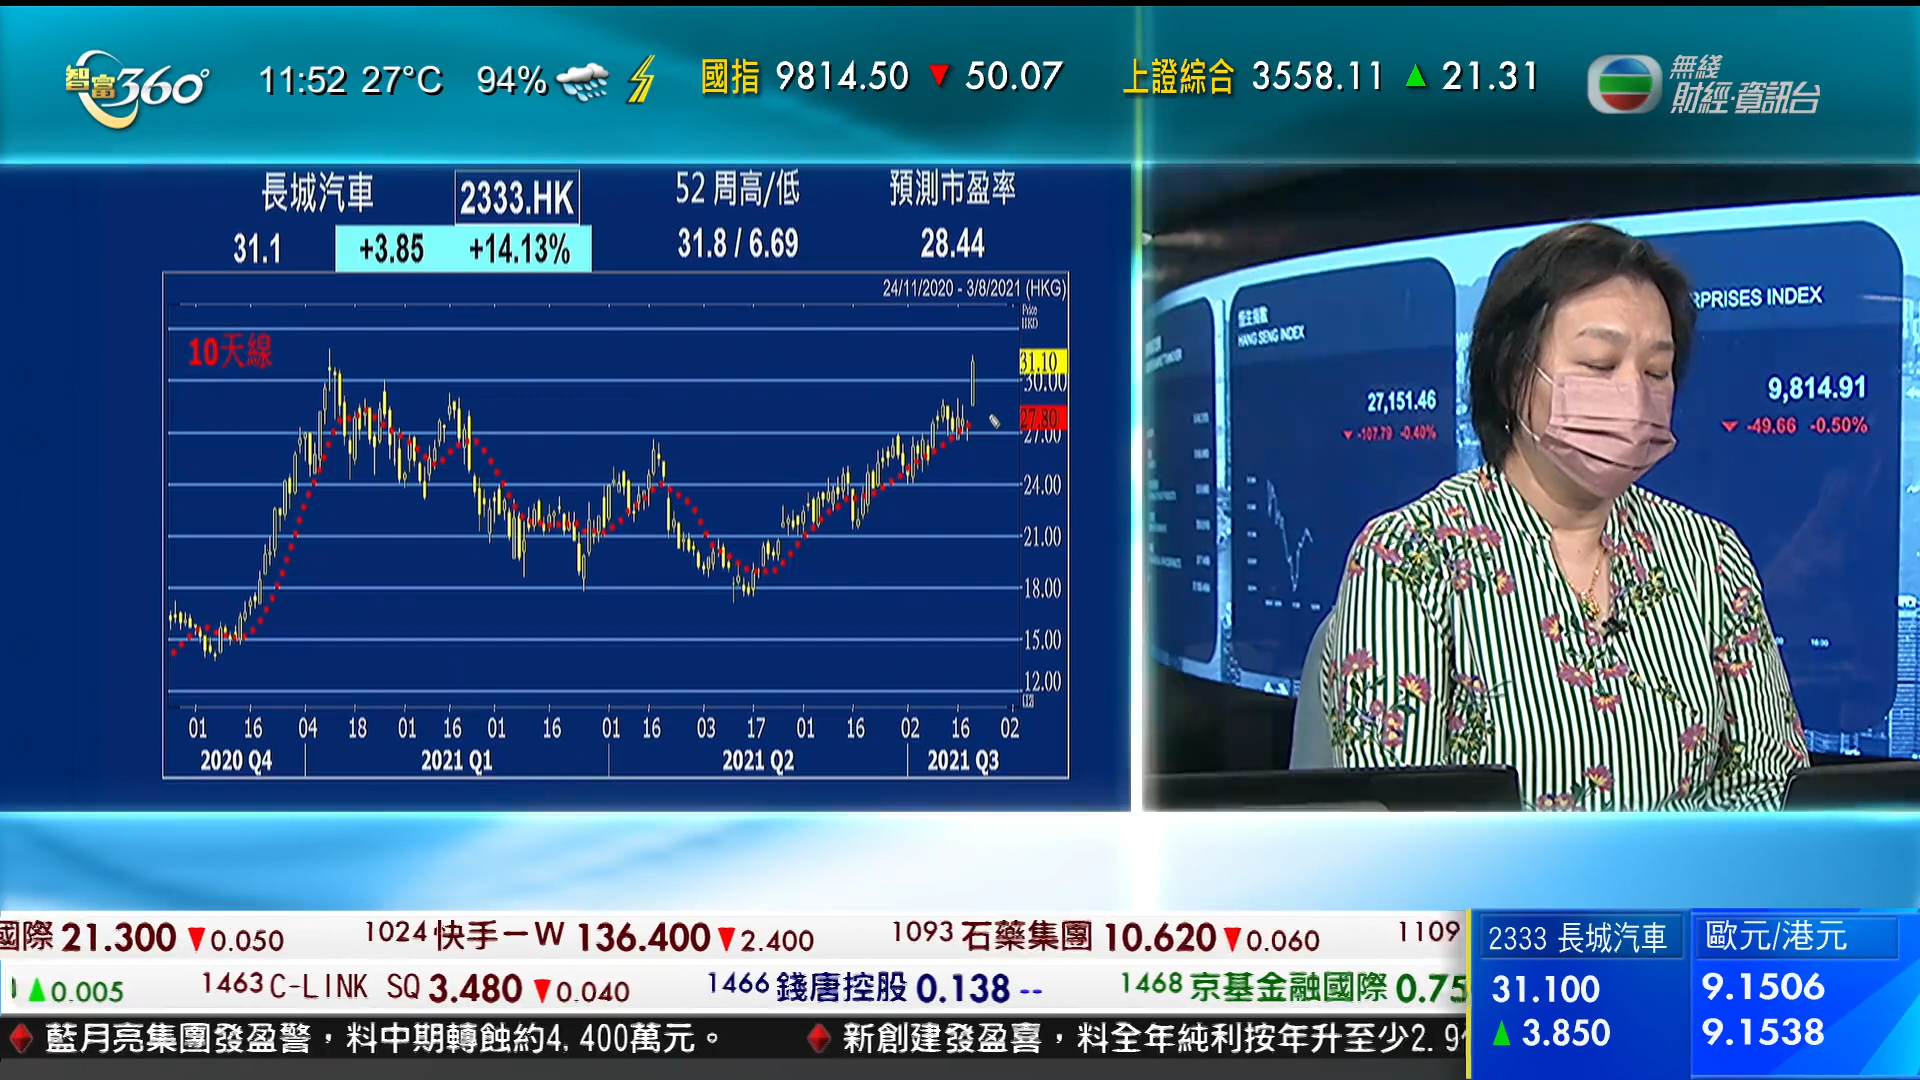 智富360°
11:52 27°C 94%
國指 9814.50 ▼ 50.07
上證綜合 3558.11 ▲ 21.31
無綫
財經·資訊台
長城汽車 2333.HK 52 周高/低 預測市盈率
31.1 +3.85 +14.13% 31.8 / 6.69 28.44
24/11/2020 - 3/8/2021 (HKG)
Price
HKD
10天線
31.10
30.00
27.80
27.00
24.00
21.00
18.00
15.00
12.00
01 16 04 18 01 16 01 16 01 16 03 17 01 16 02 16 02
2020 Q4 2021 Q1 2021 Q2 2021 Q3
恒生指數
HANG SENG INDEX
27,151.46
▼ -107.79 -0.40%
RPRISES INDEX
9,814.91
▼ -49.66 -0.50%
國際 21.300 ▼ 0.050 1024 快手－W 136.400 ▼ 2.400 1093 石藥集團 10.620 ▼ 0.060 1109
▲ 0.005 1463 C-LINK SQ 3.480 ▼ 0.040 1466 錢唐控股 0.138 -- 1468 京基金融國際 0.75
藍月亮集團發盈警，料中期轉蝕約4,400萬元。 新創建發盈喜，料全年純利按年升至少2.9
2333 長城汽車
31.100
▲ 3.850
歐元/港元
9.1506
9.1538